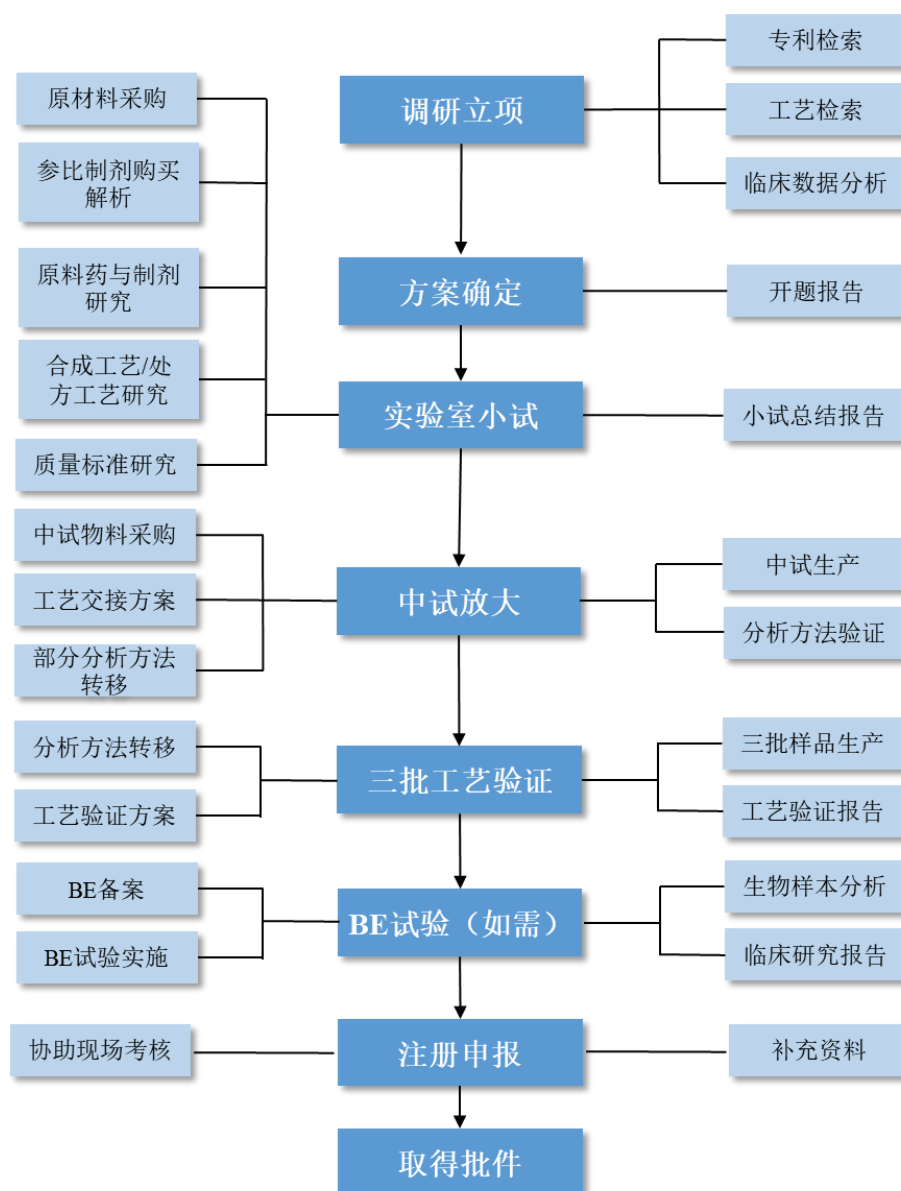 专利检索
原材料采购
调研立项
工艺检索
参比制剂购买
解析
临床数据分析
原料药与制剂
研究
方案确定
开题报告
合成工艺/处
方工艺研究
实验室小试
小试总结报告
质量标准研究
中试物料采购
中试生产
工艺交接方案
中试放大
分析方法验证
部分分析方法
转移
分析方法转移
三批样品生产
三批工艺验证
工艺验证方案
工艺验证报告
BE备案
生物样本分析
BE试验（如需）
BE试验实施
临床研究报告
协助现场考核
注册申报
补充资料
取得批件